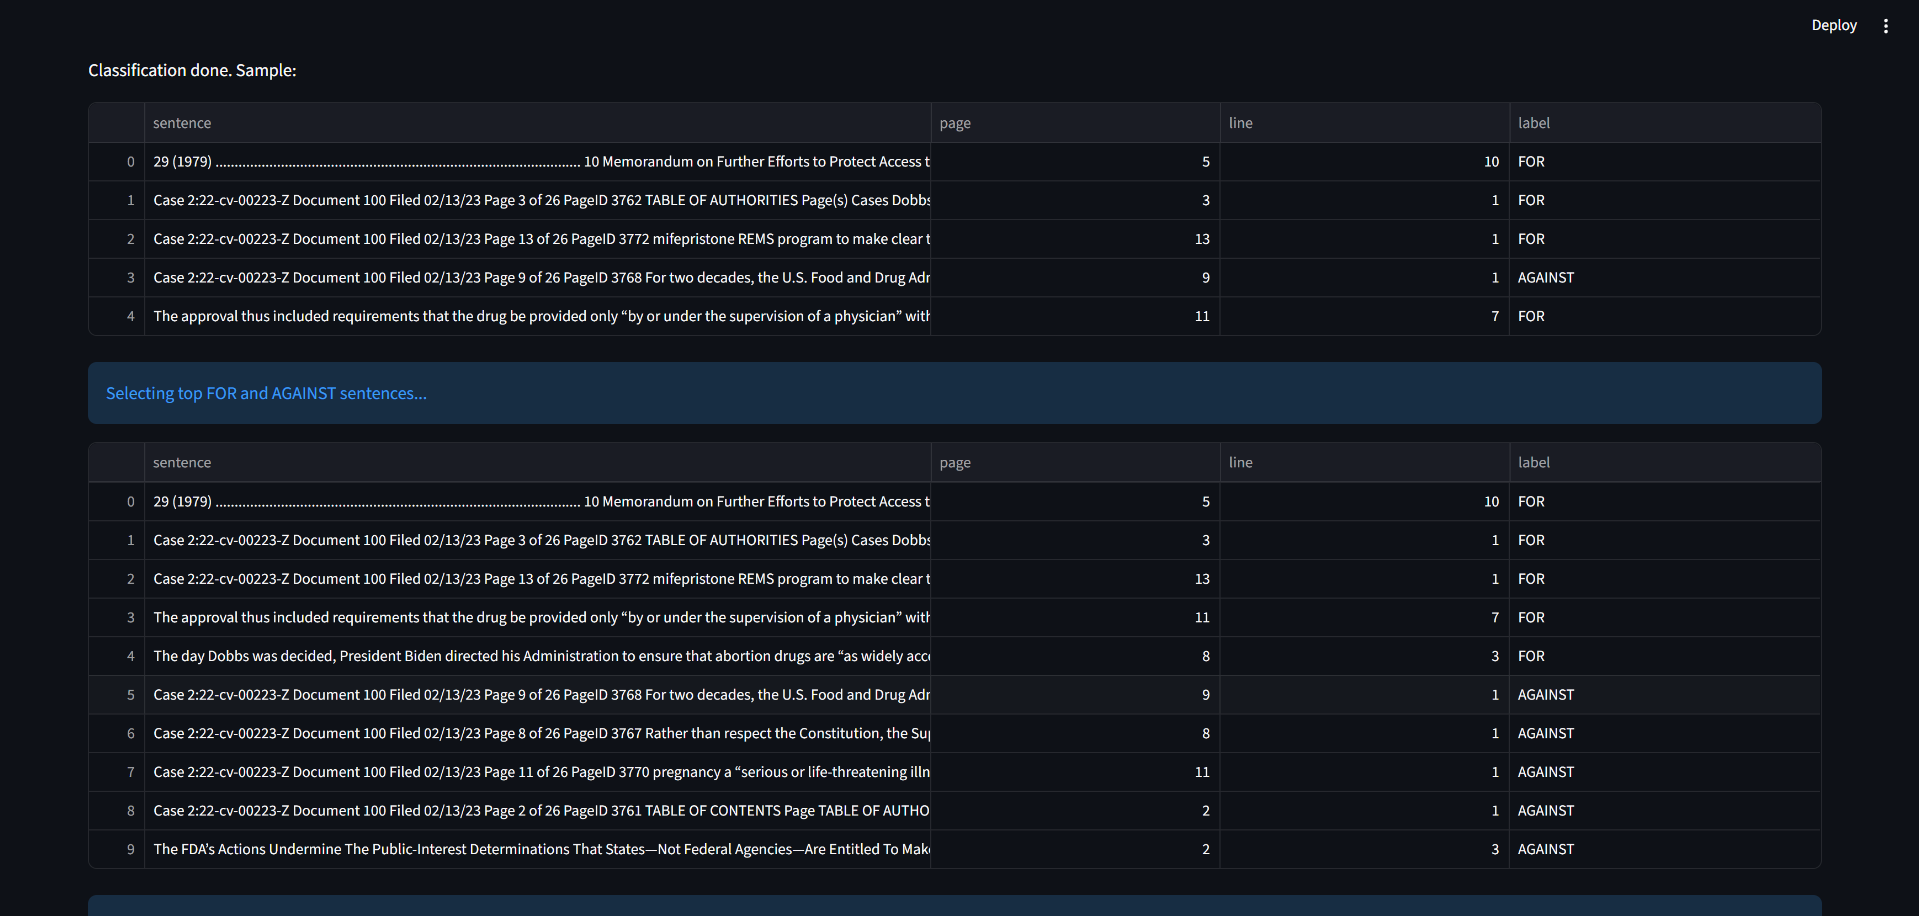 Deploy
Classification done. Sample:
sentence page line label
0 29 (1979) ................................................................................................ 10 Memorandum on Further Efforts to Protect Access t 5 10 FOR
1 Case 2:22-cv-00223-Z Document 100 Filed 02/13/23 Page 3 of 26 PageID 3762 TABLE OF AUTHORITIES Page(s) Cases Dobbs 3 1 FOR
2 Case 2:22-cv-00223-Z Document 100 Filed 02/13/23 Page 13 of 26 PageID 3772 mifepristone REMS program to make clear t 13 1 FOR
3 Case 2:22-cv-00223-Z Document 100 Filed 02/13/23 Page 9 of 26 PageID 3768 For two decades, the U.S. Food and Drug Adr 9 1 AGAINST
4 The approval thus included requirements that the drug be provided only “by or under the supervision of a physician” with 11 7 FOR
Selecting top FOR and AGAINST sentences...
sentence page line label
0 29 (1979) ................................................................................................ 10 Memorandum on Further Efforts to Protect Access t 5 10 FOR
1 Case 2:22-cv-00223-Z Document 100 Filed 02/13/23 Page 3 of 26 PageID 3762 TABLE OF AUTHORITIES Page(s) Cases Dobbs 3 1 FOR
2 Case 2:22-cv-00223-Z Document 100 Filed 02/13/23 Page 13 of 26 PageID 3772 mifepristone REMS program to make clear t 13 1 FOR
3 The approval thus included requirements that the drug be provided only “by or under the supervision of a physician” with 11 7 FOR
4 The day Dobbs was decided, President Biden directed his Administration to ensure that abortion drugs are “as widely acc 8 3 FOR
5 Case 2:22-cv-00223-Z Document 100 Filed 02/13/23 Page 9 of 26 PageID 3768 For two decades, the U.S. Food and Drug Adr 9 1 AGAINST
6 Case 2:22-cv-00223-Z Document 100 Filed 02/13/23 Page 8 of 26 PageID 3767 Rather than respect the Constitution, the Su 8 1 AGAINST
7 Case 2:22-cv-00223-Z Document 100 Filed 02/13/23 Page 11 of 26 PageID 3770 pregnancy a “serious or life-threatening illn 11 1 AGAINST
8 Case 2:22-cv-00223-Z Document 100 Filed 02/13/23 Page 2 of 26 PageID 3761 TABLE OF CONTENTS Page TABLE OF AUTHO 2 1 AGAINST
9 The FDA’s Actions Undermine The Public-Interest Determinations That States—Not Federal Agencies—Are Entitled To Mak 2 3 AGAINST